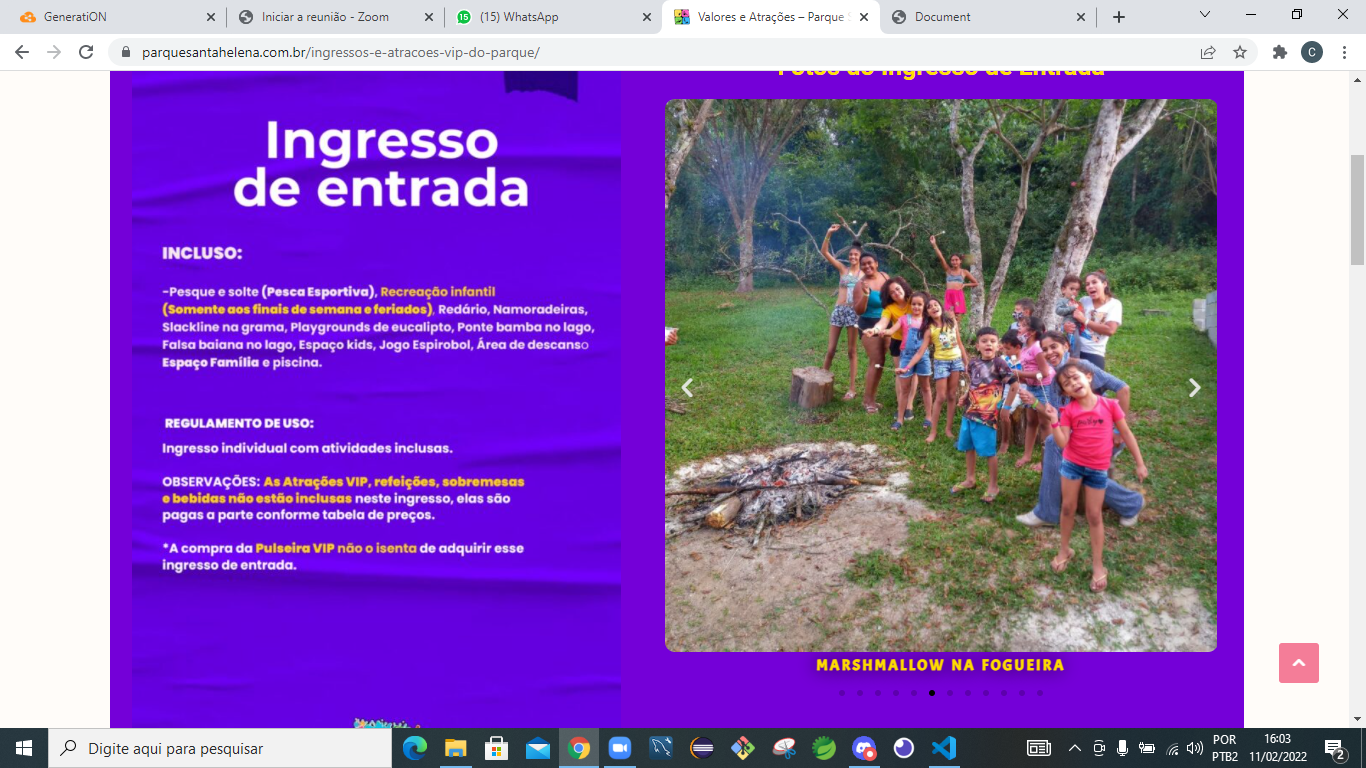 GeneratiON
Iniciar a reunião - Zoom
(15) WhatsApp
Valores e Atrações – Parque
Document
parquesantahelena.com.br/ingressos-e-atracoes-vip-do-parque/
Fotos do Ingresso de Entrada
Ingresso
de entrada
INCLUSO:
-Pesque e solte (Pesca Esportiva), Recreação infantil
(Somente aos finais de semana e feriados), Redário, Namoradeiras,
Slackline na grama, Playgrounds de eucalipto, Ponte bamba no lago,
Falsa baiana no lago, Espaço kids, Jogo Espirobol, Área de descanso
Espaço Família e piscina.
REGULAMENTO DE USO:
Ingresso individual com atividades inclusas.
OBSERVAÇÕES: As Atrações VIP, refeições, sobremesas
e bebidas não estão inclusas neste ingresso, elas são
pagas a parte conforme tabela de preços.
*A compra da Pulseira VIP não o isenta de adquirir esse
ingresso de entrada.
MARSHMALLOW NA FOGUEIRA
Digite aqui para pesquisar
POR
PTB2
16:03
11/02/2022
2
C
15